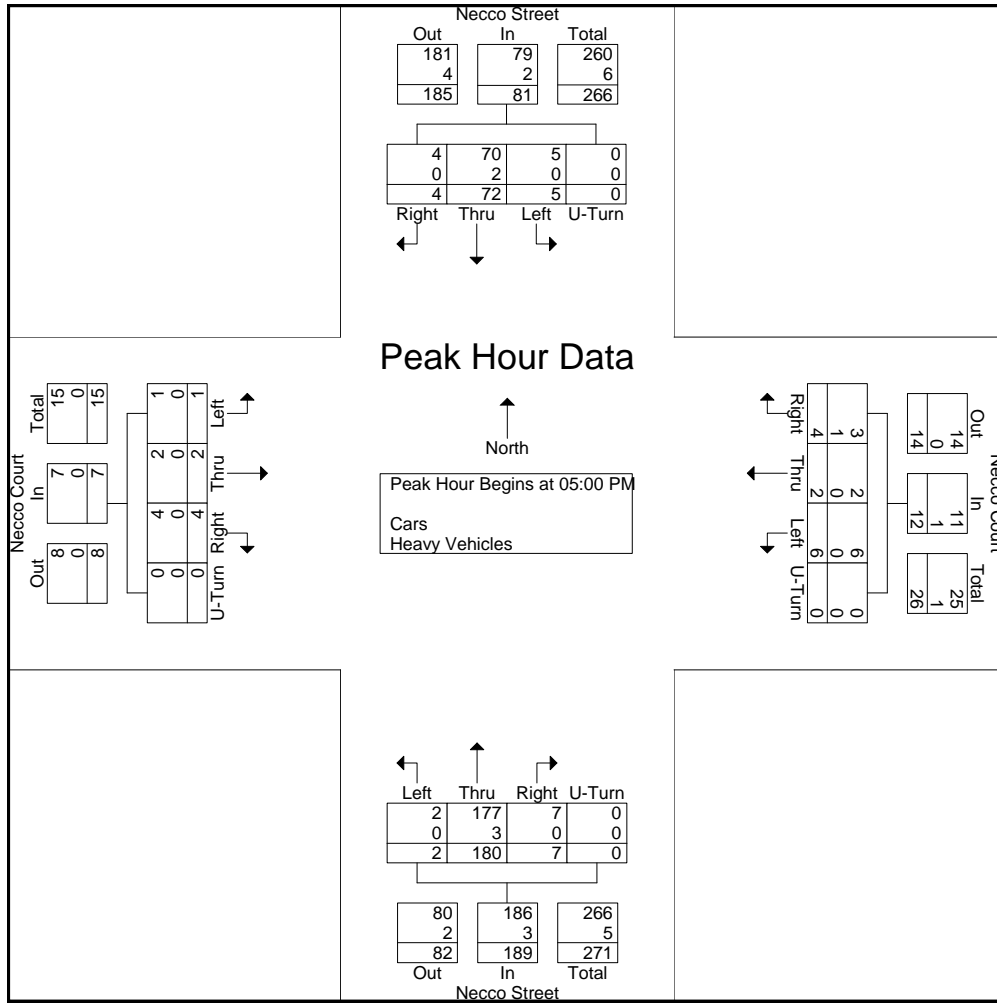 Necco Street
Out In Total
181 79 260
4 2 6
185 81 266
4 70 5 0
0 2 0 0
4 72 5 0
Right Thru Left U-Turn
Peak Hour Data
North
Peak Hour Begins at 05:00 PM
Cars
Heavy Vehicles
Necco Court
Total In Out
15 7 8
0 0 0
15 7 8
1 2 4 0
0 0 0 0
1 2 4 0
Left Thru Right U-Turn
Right Thru Left U-Turn
3 2 6 0
1 0 0 0
4 2 6 0
Out In Total
14 11 25
0 1 1
14 12 26
Necco Court
Left Thru Right U-Turn
2 177 7 0
0 3 0 0
2 180 7 0
80 186 266
2 3 5
82 189 271
Out In Total
Necco Street